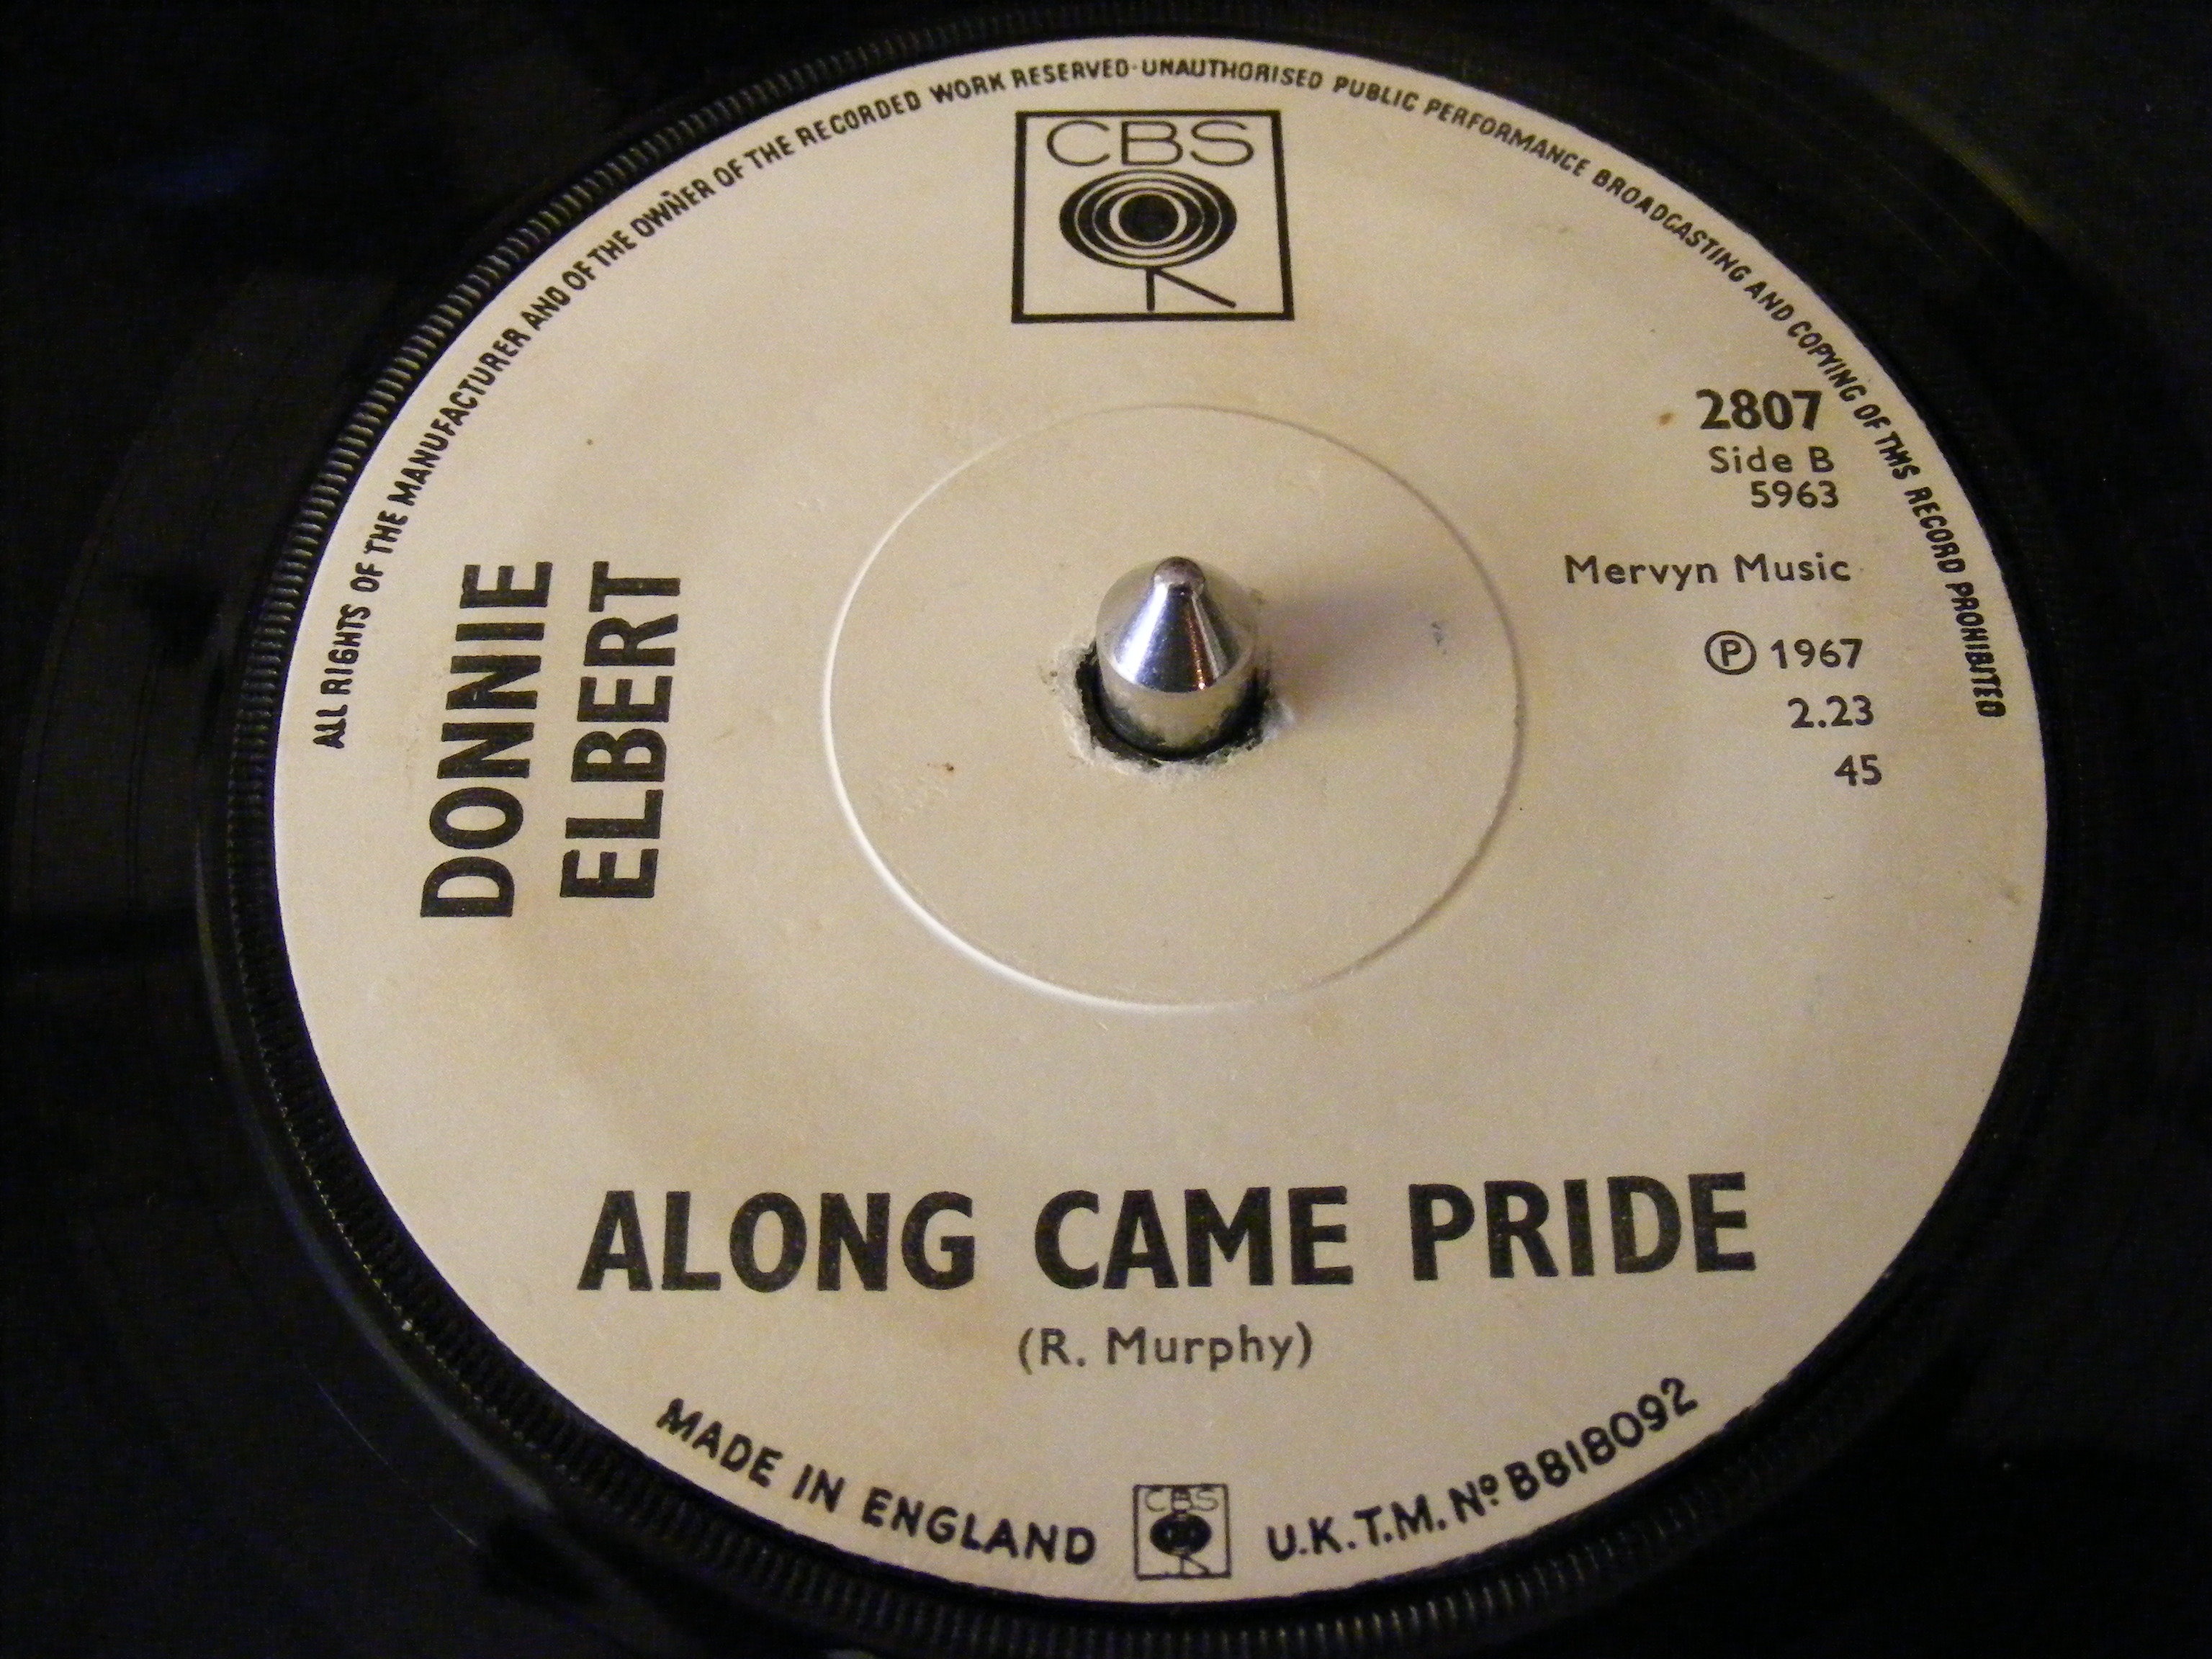 ALL RIGHTS OF THE MANUFACTURER AND OF THE OWNER OF THE RECORDED WORK RESERVED·UNAUTHORISED PUBLIC PERFORMANCE BROADCASTING AND COPYING OF THIS RECORD PROHIBITED
CBS
2807
Side B
5963
Mervyn Music
Ⓟ 1967
2.23
45
DONNIE
ELBERT
ALONG CAME PRIDE
(R. Murphy)
MADE IN ENGLAND
CBS
U.K.T.M. Nº B818092